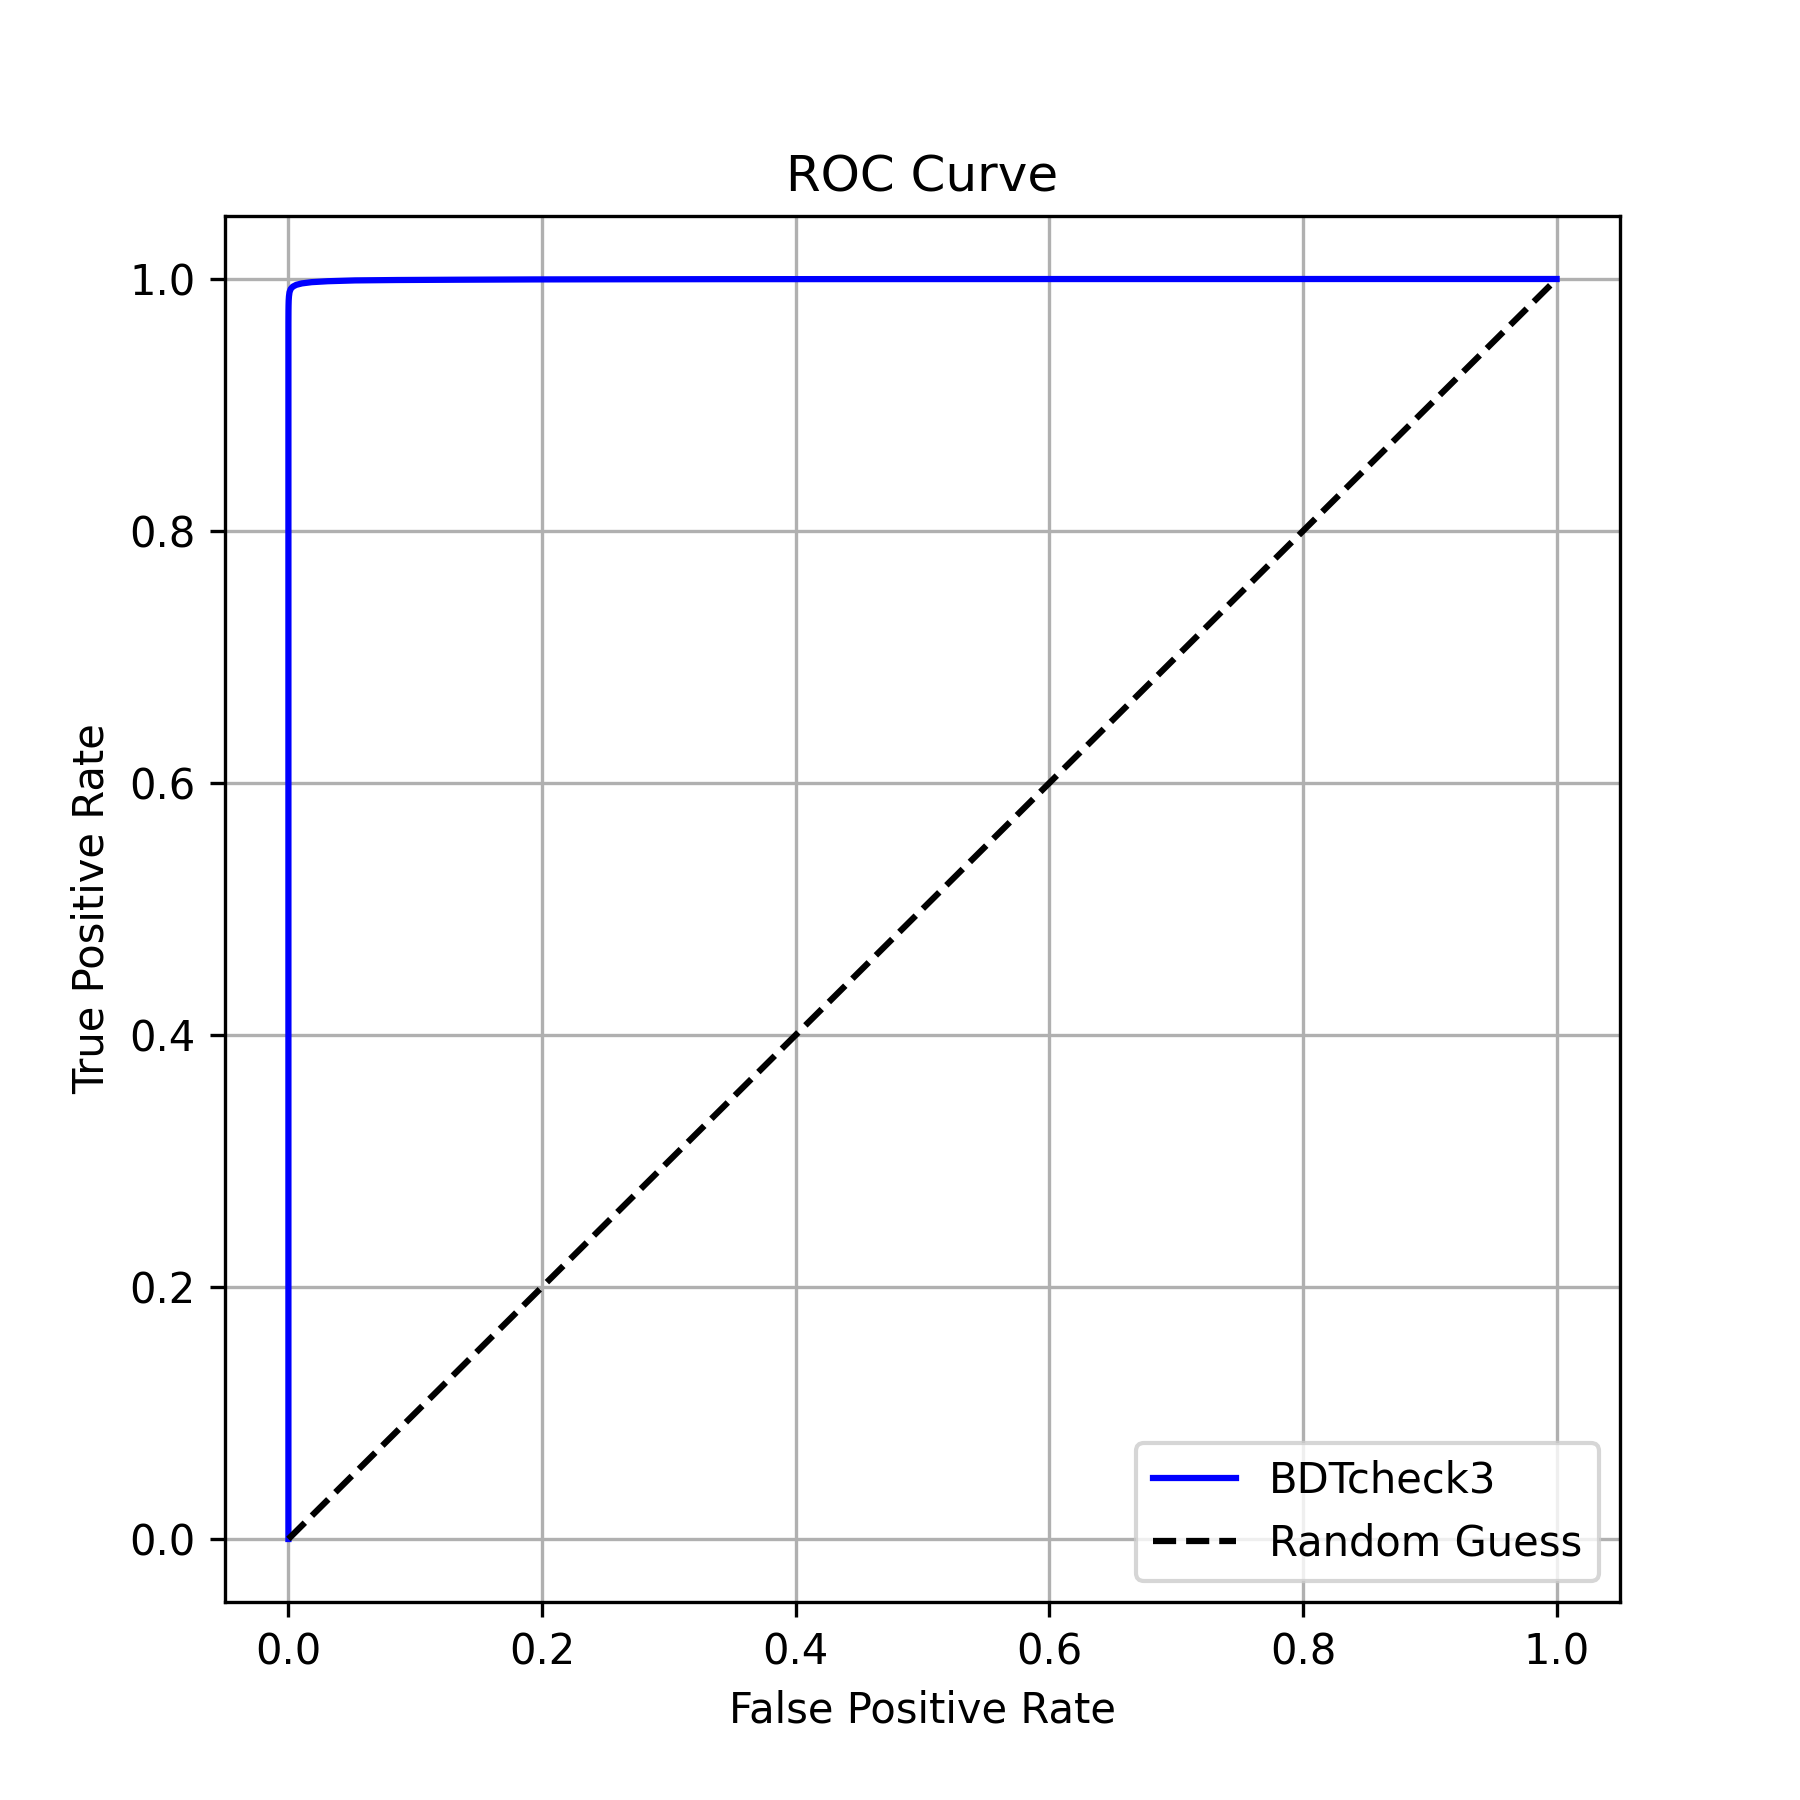 ROC Curve
1.0
0.8
0.6
0.4
0.2
0.0
True Positive Rate
BDTcheck3
Random Guess
0.0 0.2 0.4 0.6 0.8 1.0
False Positive Rate